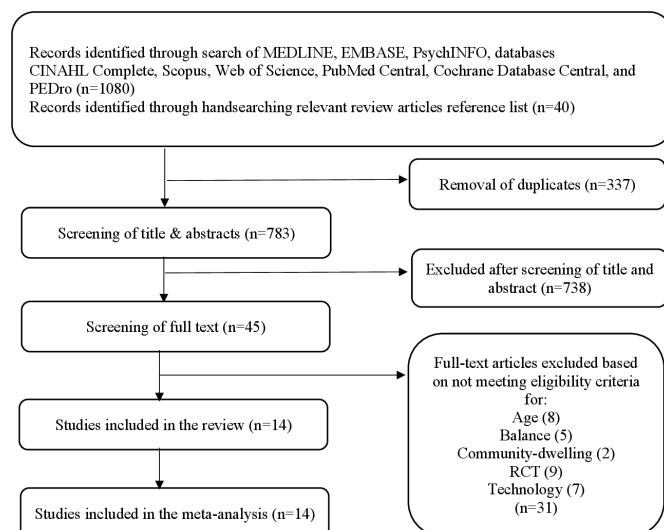 Records identified through search of MEDLINE, EMBASE, PsychINFO, databases
CINAHL Complete, Scopus, Web of Science, PubMed Central, Cochrane Database Central, and
PEDro (n=1080)
Records identified through handsearching relevant review articles reference list (n=40)
Removal of duplicates (n=337)
Screening of title & abstracts (n=783)
Excluded after screening of title and
abstract (n=738)
Screening of full text (n=45)
Full-text articles excluded based
on not meeting eligibility criteria
for:
Age (8)
Balance (5)
Community-dwelling (2)
RCT (9)
Technology (7)
(n=31)
Studies included in the review (n=14)
Studies included in the meta-analysis (n=14)